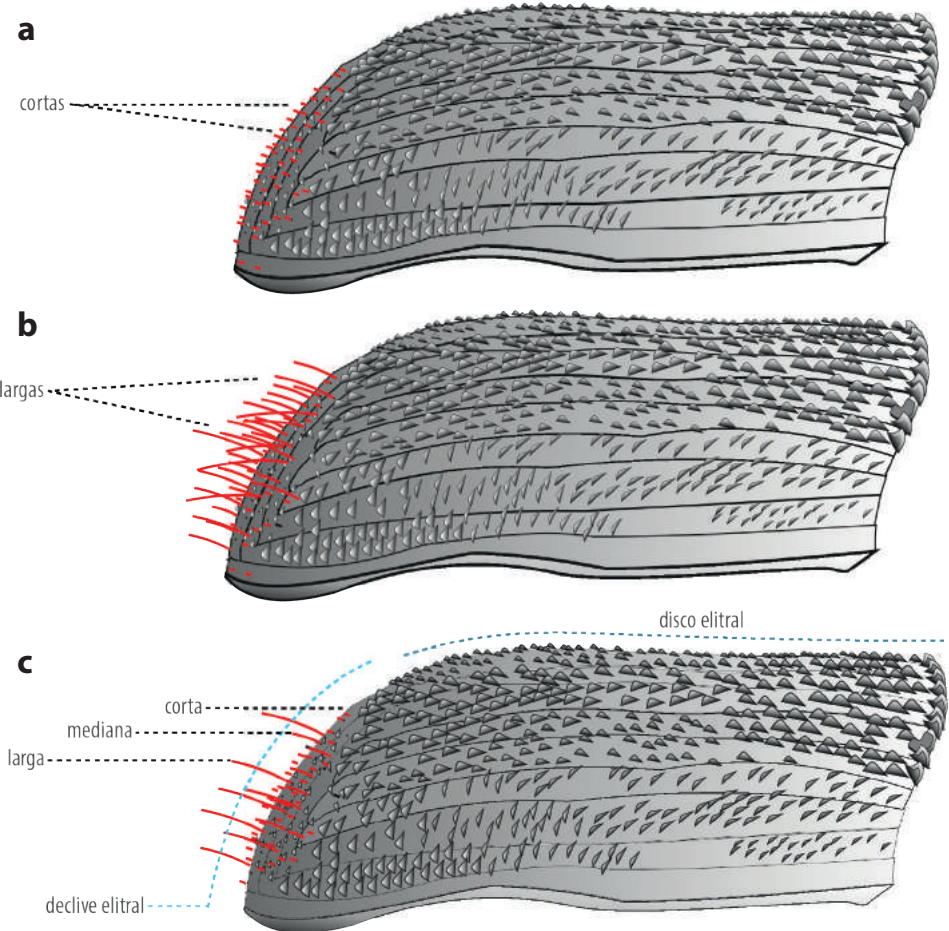 a
cortas
b
largas
disco elitral
c
corta
mediana
larga
declive elitral